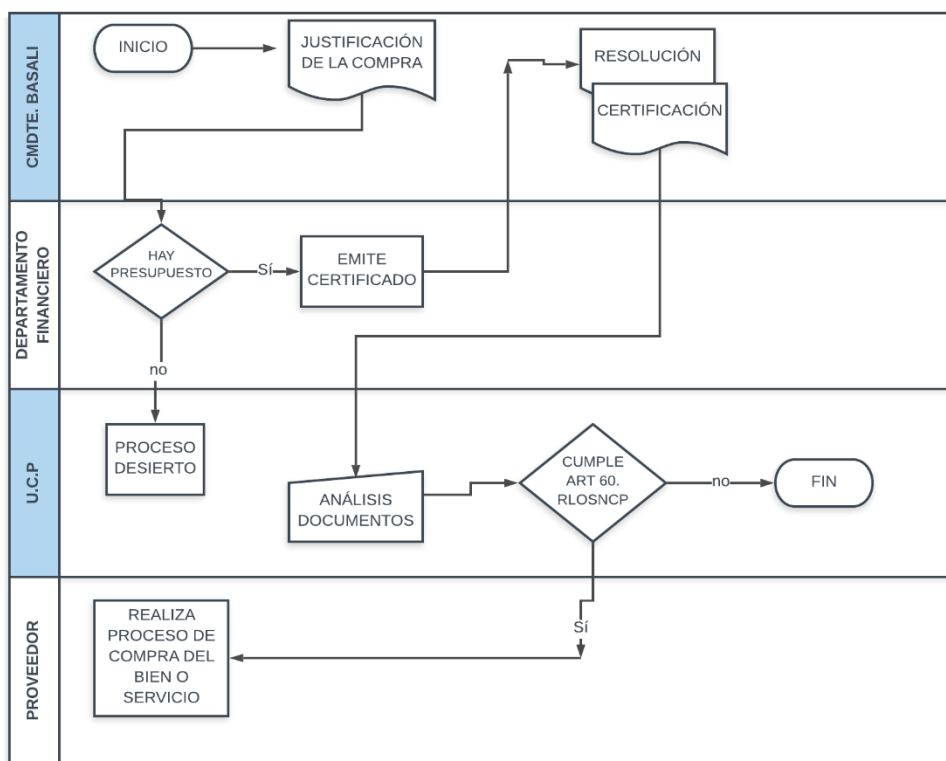 CMDTE. BASALI
INICIO
JUSTIFICACIÓN
DE LA COMPRA
RESOLUCIÓN
CERTIFICACIÓN
DEPARTAMENTO
FINANCIERO
HAY
PRESUPUESTO
Sí
EMITE
CERTIFICADO
no
U.C.P
PROCESO
DESIERTO
ANÁLISIS
DOCUMENTOS
CUMPLE
ART 60.
RLOSNCP
no
FIN
PROVEEDOR
REALIZA
PROCESO DE
COMPRA DEL
BIEN O
SERVICIO
Sí